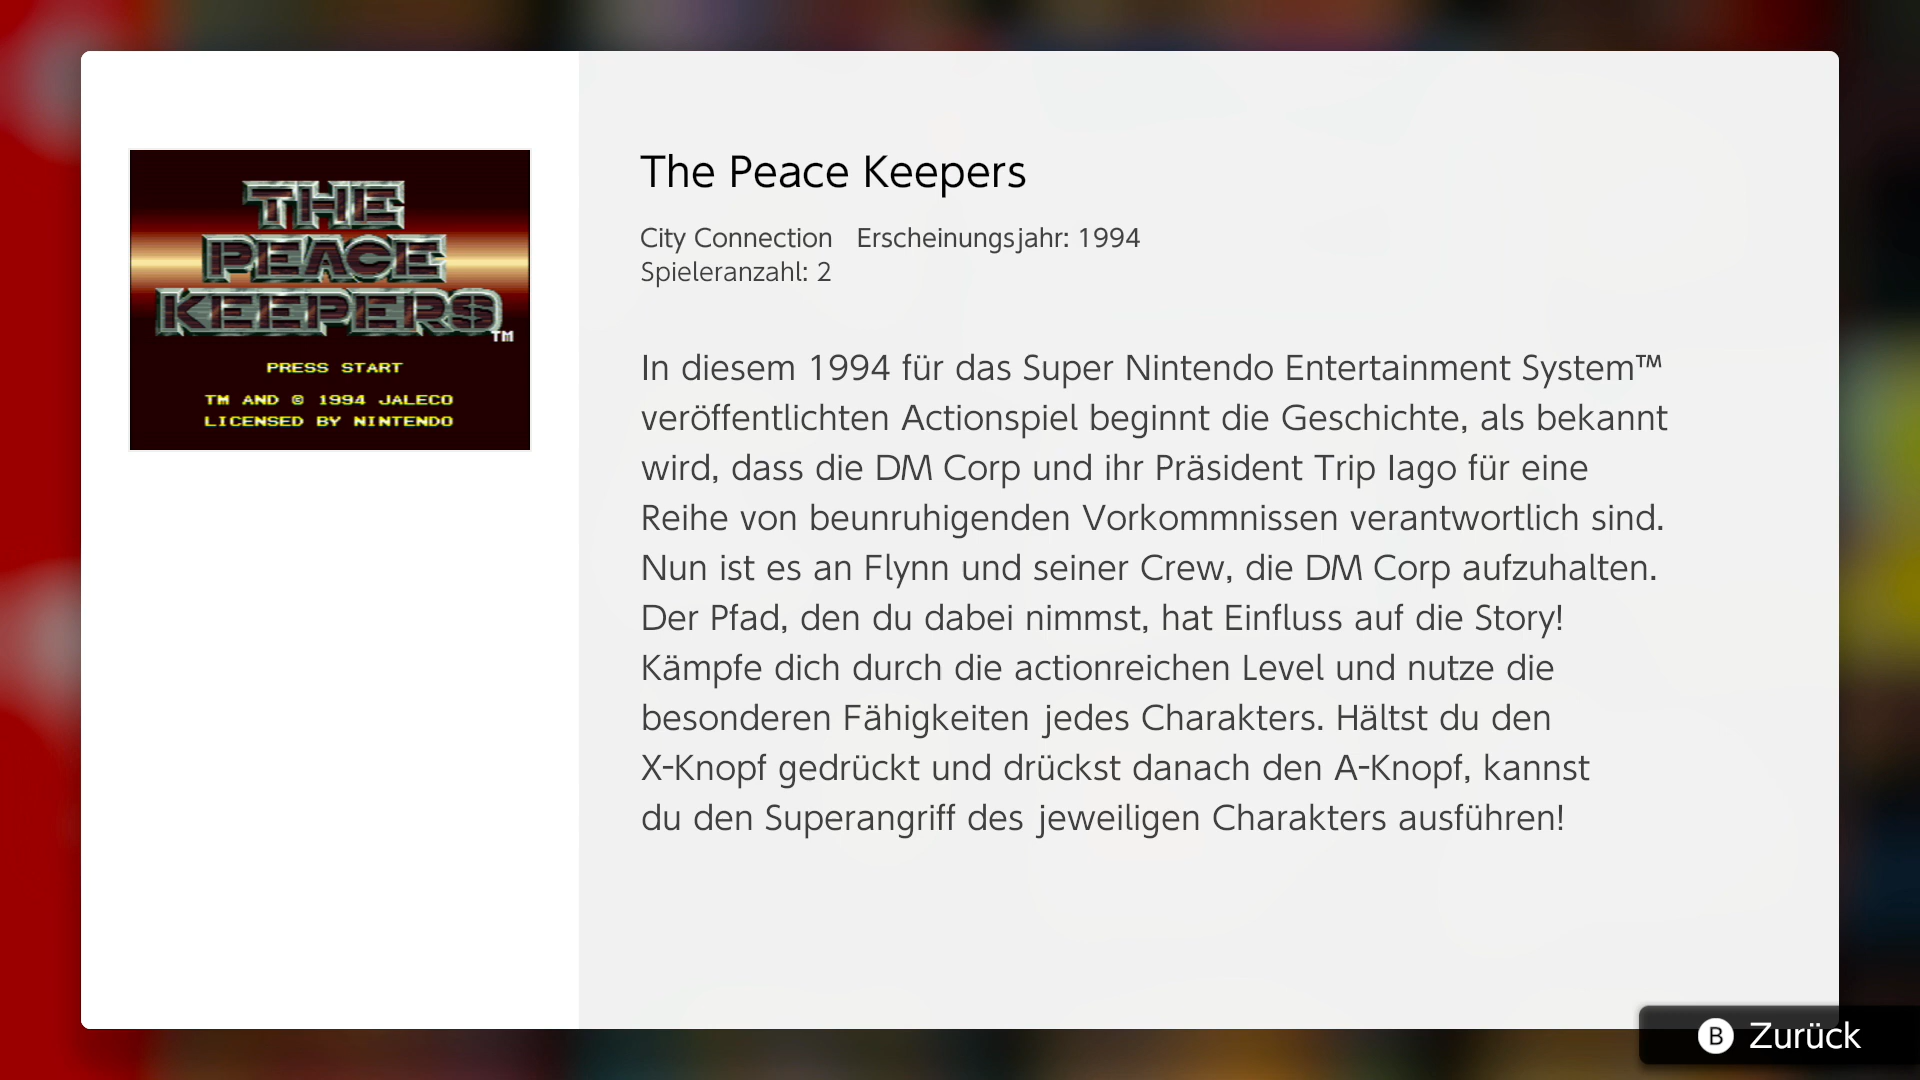 THE
PEACE
KEEPERS™
PRESS START
TM AND © 1994 JALECO
LICENSED BY NINTENDO
The Peace Keepers
City Connection Erscheinungsjahr: 1994
Spieleranzahl: 2
In diesem 1994 für das Super Nintendo Entertainment System™
veröffentlichten Actionspiel beginnt die Geschichte, als bekannt
wird, dass die DM Corp und ihr Präsident Trip Iago für eine
Reihe von beunruhigenden Vorkommnissen verantwortlich sind.
Nun ist es an Flynn und seiner Crew, die DM Corp aufzuhalten.
Der Pfad, den du dabei nimmst, hat Einfluss auf die Story!
Kämpfe dich durch die actionreichen Level und nutze die
besonderen Fähigkeiten jedes Charakters. Hältst du den
X-Knopf gedrückt und drückst danach den A-Knopf, kannst
du den Superangriff des jeweiligen Charakters ausführen!
B Zurück